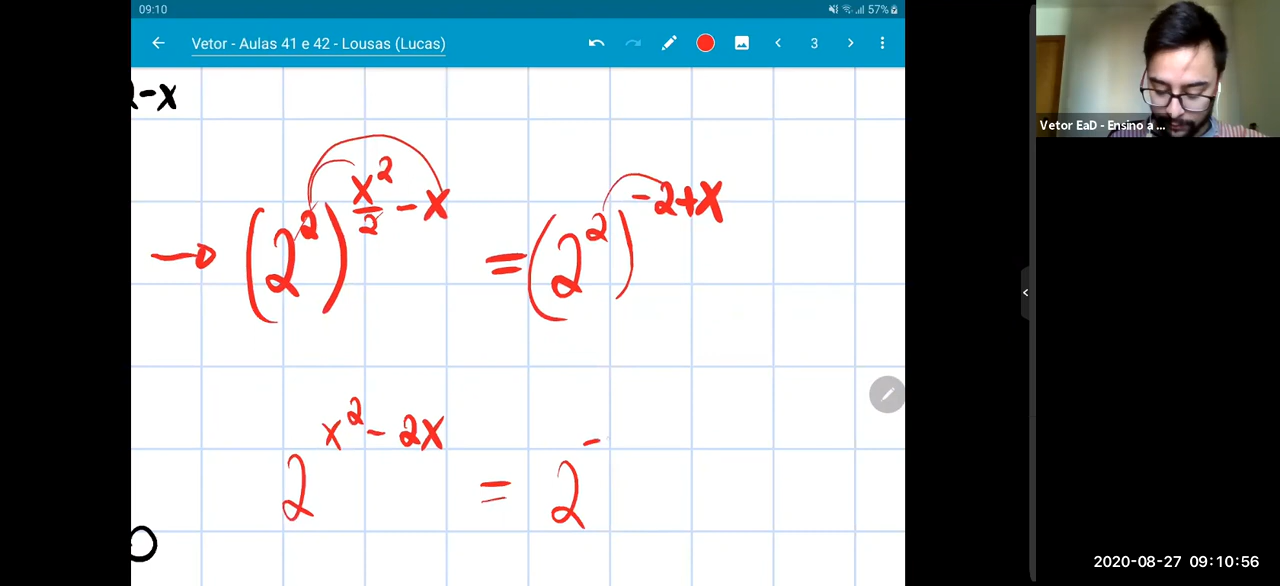 09:10 57%
Vetor - Aulas 41 e 42 - Lousas (Lucas) 3
-x
Vetor EaD - Ensino a ...
→ (2²)^(x²/2 - x) = (2²)^(-2+x)
2^(x² - 2x) = 2^-
0
2020-08-27 09:10:56